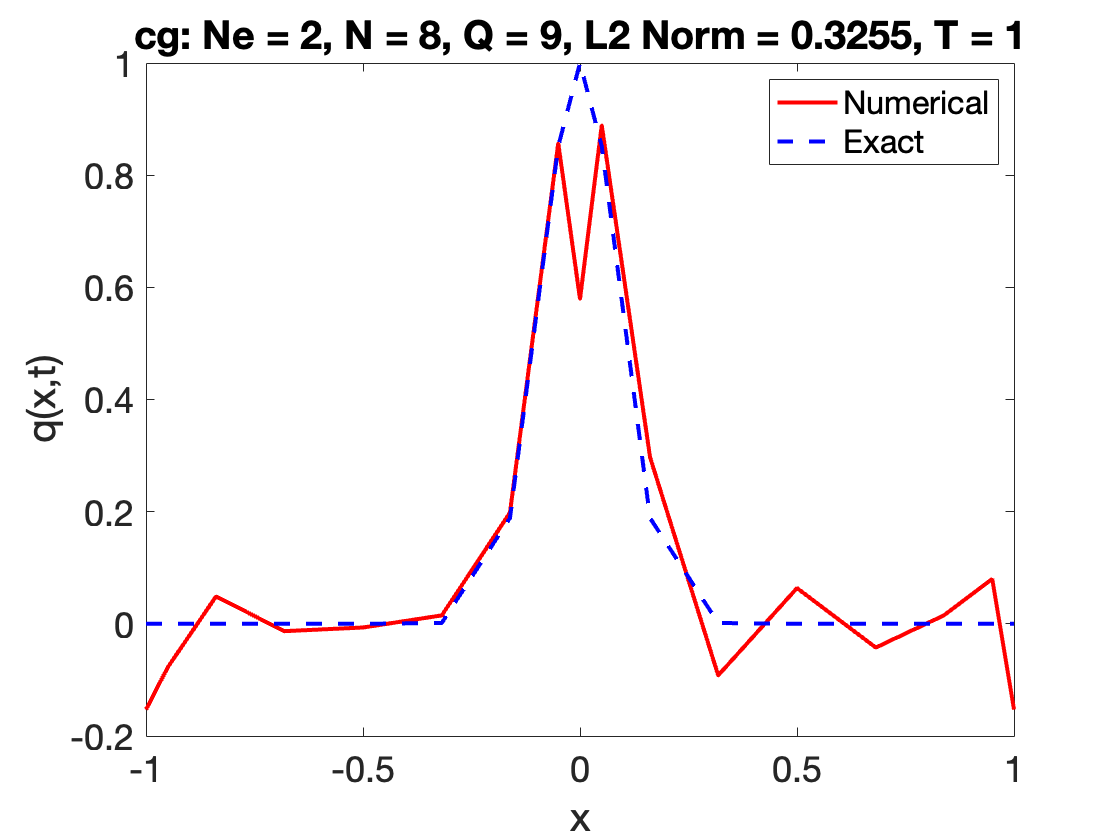 cg: Ne = 2, N = 8, Q = 9, L2 Norm = 0.3255, T = 1
Numerical
Exact
1
0.8
0.6
0.4
0.2
0
-0.2
q(x,t)
-1
-0.5
0
0.5
1
x